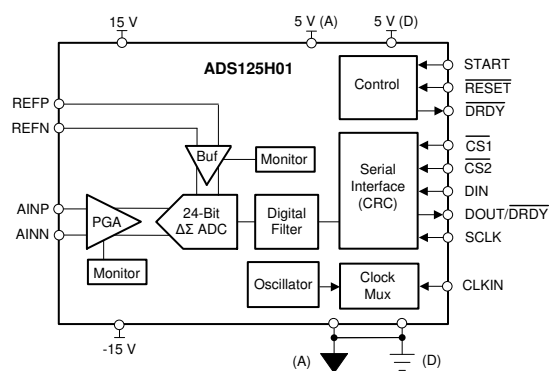 15 V
5 V (A)
5 V (D)
ADS125H01
Control
START
RESET
DRDY
REFP
REFN
Buf
Monitor
Serial
Interface
(CRC)
CS1
CS2
DIN
DOUT/DRDY
SCLK
AINP
AINN
PGA
24-Bit
ΔΣ ADC
Digital
Filter
Monitor
Oscillator
Clock
Mux
CLKIN
-15 V
(A)
(D)